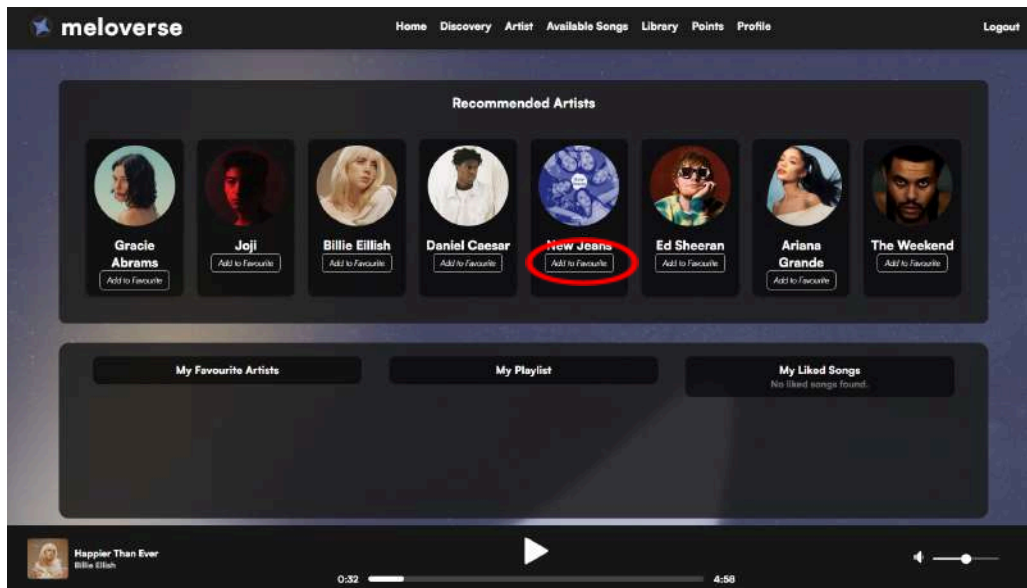 meloverse
Home Discovery Artist Available Songs Library Points Profile
Logout
Recommended Artists
Gracie
Abrams
Add to Favourite
Joji
Add to Favourite
Billie Eillish
Add to Favourite
Daniel Caesar
Add to Favourite
New Jeans
Add to Favourite
Ed Sheeran
Add to Favourite
Ariana
Grande
Add to Favourite
The Weekend
Add to Favourite
My Favourite Artists
My Playlist
My Liked Songs
No liked songs found.
Happier Than Ever
Billie Eilish
0:32
4:58